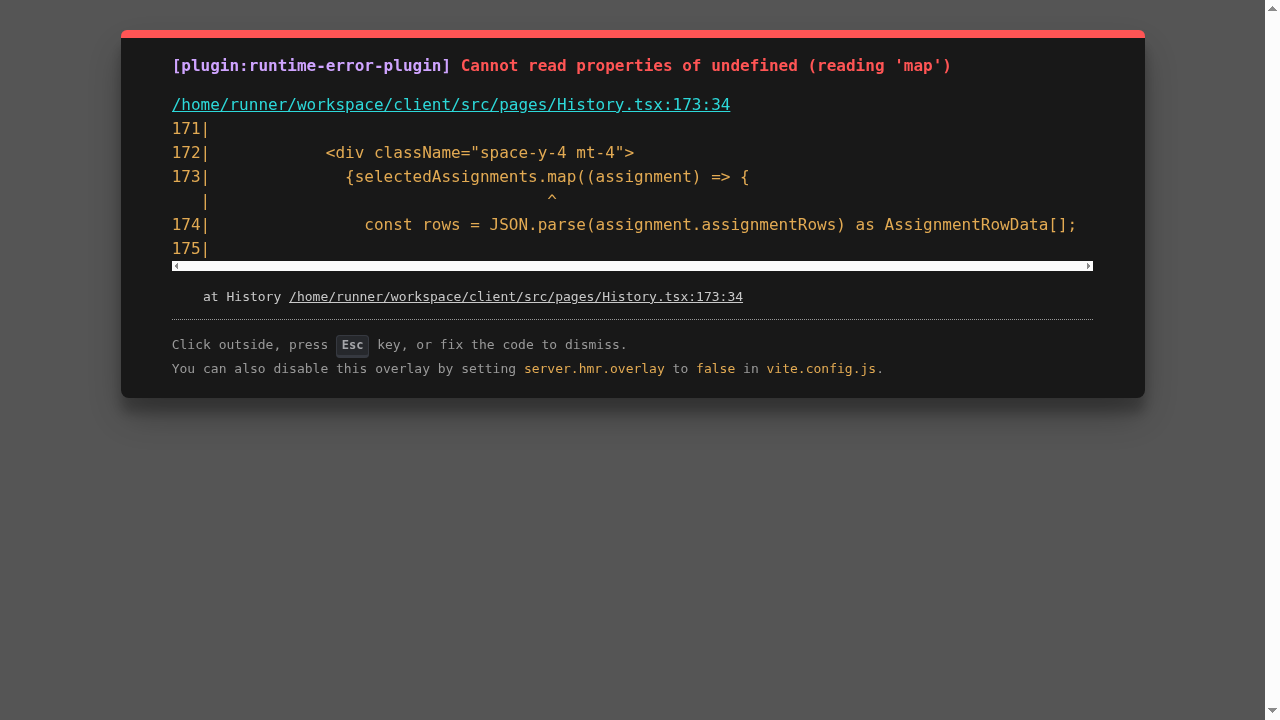 [plugin:runtime-error-plugin] Cannot read properties of undefined (reading 'map')
/home/runner/workspace/client/src/pages/History.tsx:173:34
171|
172|            <div className="space-y-4 mt-4">
173|              {selectedAssignments.map((assignment) => {
   |                                   ^
174|                const rows = JSON.parse(assignment.assignmentRows) as AssignmentRowData[];
175|
at History /home/runner/workspace/client/src/pages/History.tsx:173:34
Click outside, press Esc key, or fix the code to dismiss.
You can also disable this overlay by setting server.hmr.overlay to false in vite.config.js.